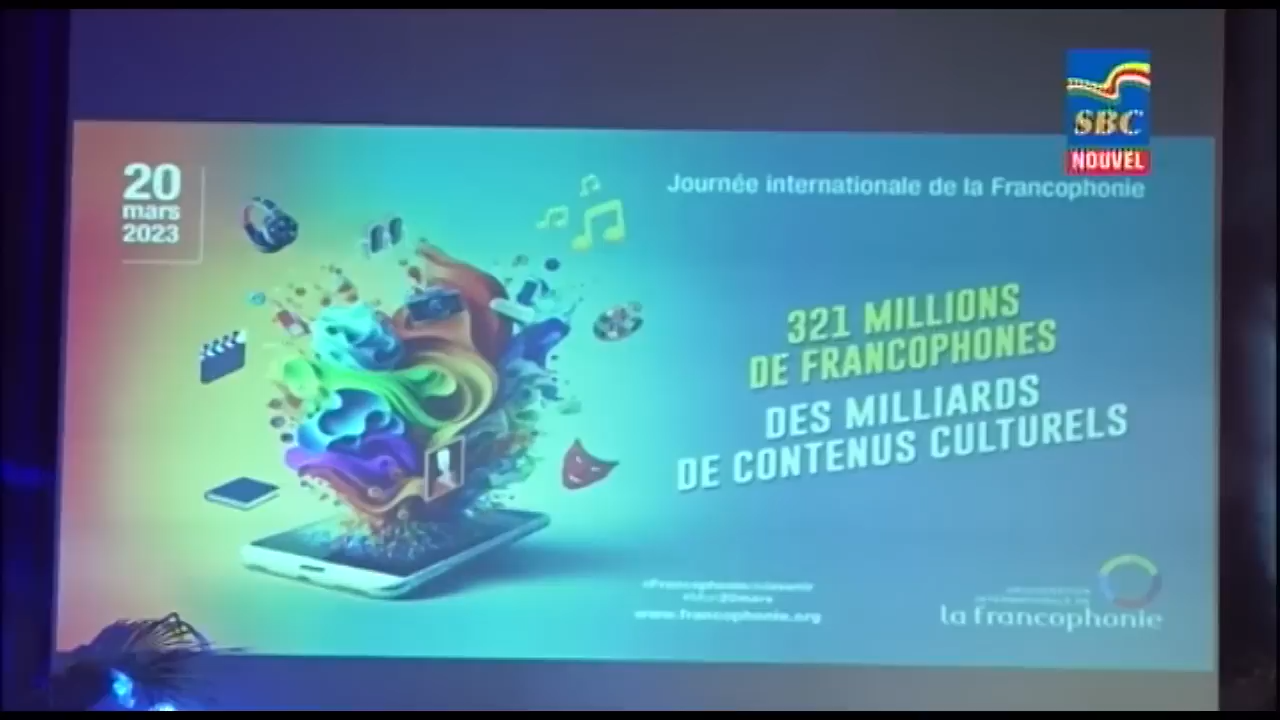 SBC
NOUVEL
20
mars
2023
Journée internationale de la Francophonie
321 MILLIONS
DE FRANCOPHONES
DES MILLIARDS
DE CONTENUS CULTURELS
www.francophonie.org
la francophonie